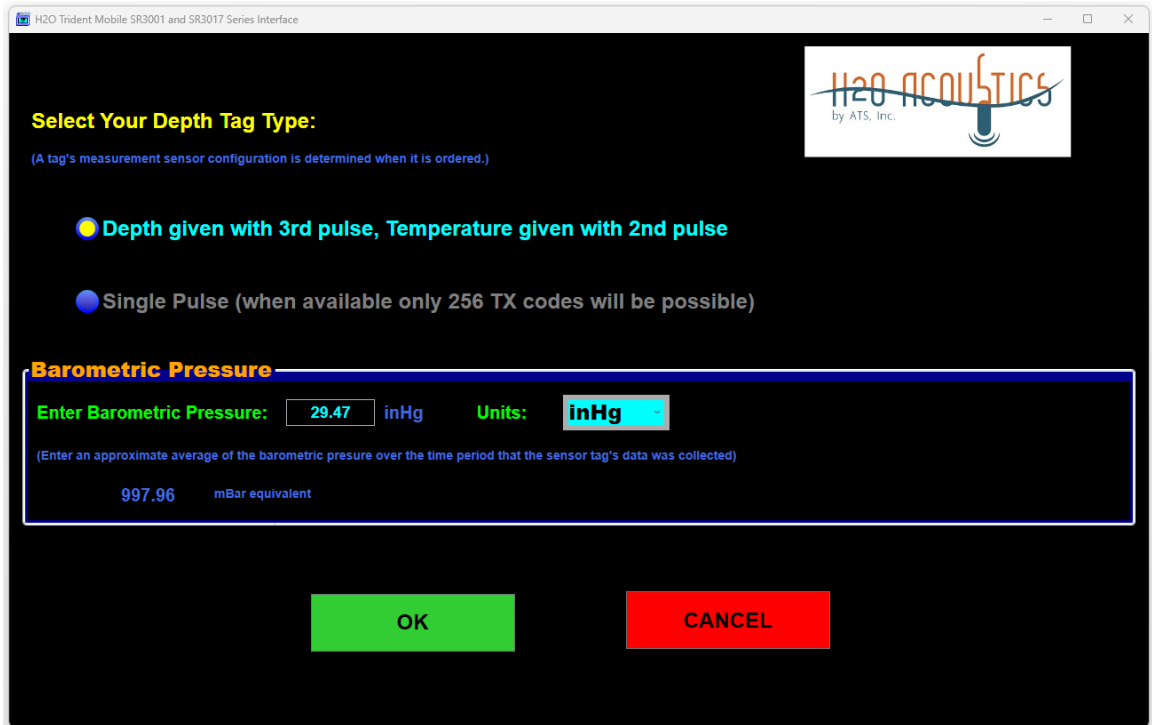 H2O Trident Mobile SR3001 and SR3017 Series Interface
H2O ACOUSTICS
by ATS, Inc.
Select Your Depth Tag Type:
(A tag's measurement sensor configuration is determined when it is ordered.)
Depth given with 3rd pulse, Temperature given with 2nd pulse
Single Pulse (when available only 256 TX codes will be possible)
Barometric Pressure
Enter Barometric Pressure: 29.47 inHg Units: inHg
(Enter an approximate average of the barometric presure over the time period that the sensor tag's data was collected)
997.96 mBar equivalent
OK CANCEL